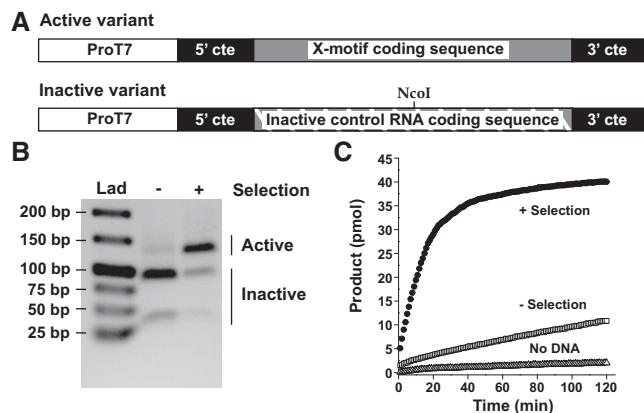 A
Active variant
ProT7 5' cte X-motif coding sequence 3' cte
Inactive variant
NcoI
ProT7 5' cte Inactive control RNA coding sequence 3' cte
B
Lad - + Selection
200 bp
150 bp
100 bp
75 bp
50 bp
25 bp
Active
Inactive
C
Product (pmol)
45
40
35
30
25
20
15
10
5
0
+ Selection
- Selection
No DNA
0 20 40 60 80 100 120
Time (min)